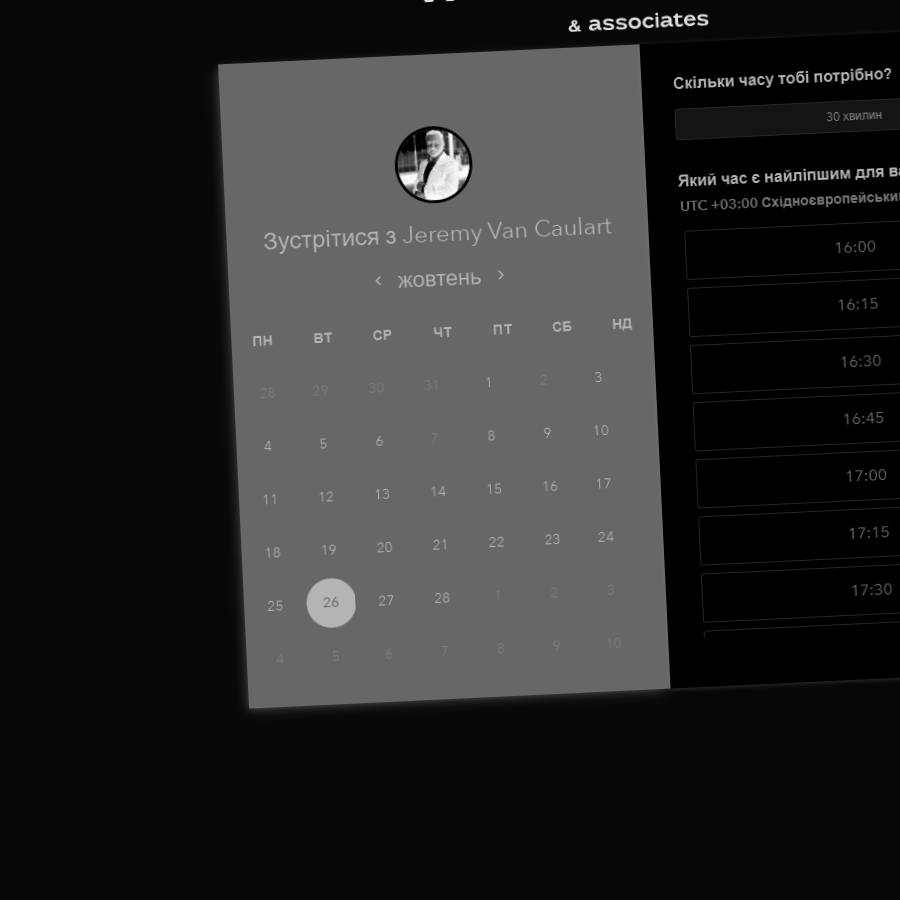 & associates
Зустрітися з Jeremy Van Caulart
‹ жовтень ›
ПН ВТ СР ЧТ ПТ СБ НД
28 29 30 31 1 2 3
4 5 6 7 8 9 10
11 12 13 14 15 16 17
18 19 20 21 22 23 24
25 26 27 28 1 2 3
4 5 6 7 8 9 10
Скільки часу тобі потрібно?
30 хвилин
Який час є найліпшим для ва
UTC +03:00 Східноєвропейськи
16:00
16:15
16:30
16:45
17:00
17:15
17:30